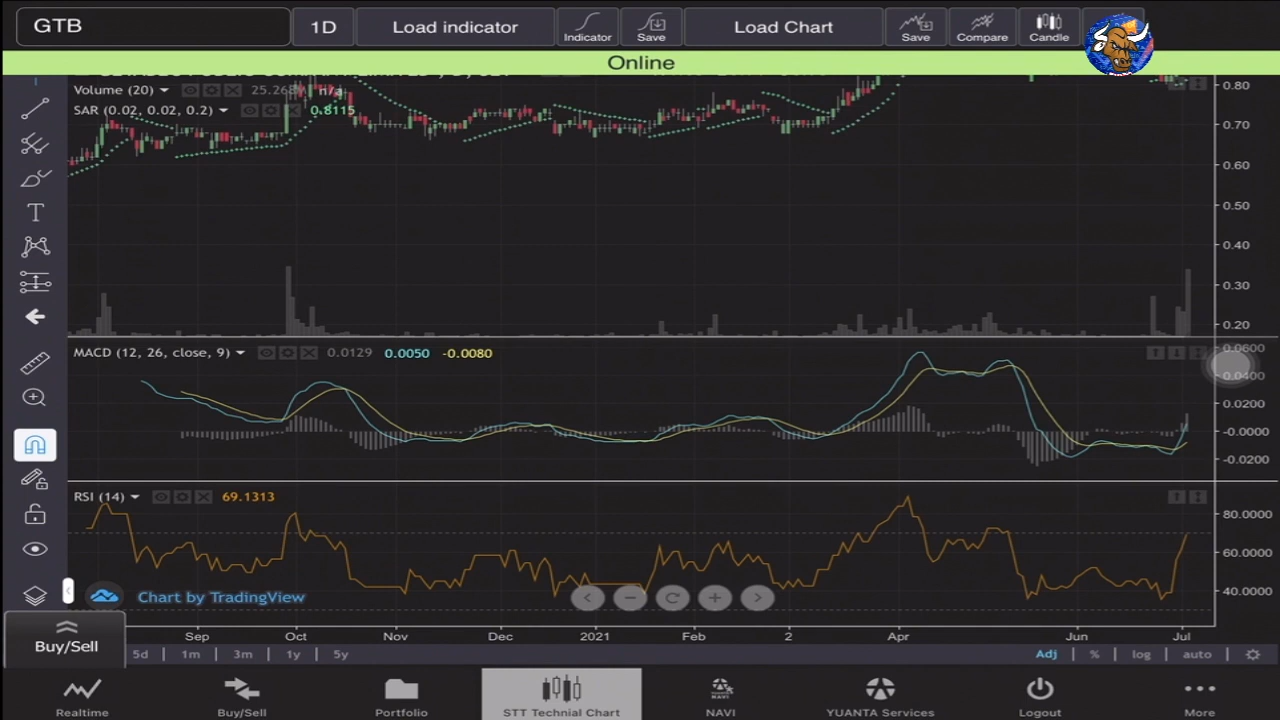 GTB
1D
Load indicator
Indicator
Save
Load Chart
Save
Compare
Candle
Online
Volume (20)
n/a
SAR (0.02, 0.02, 0.2)
0.8115
0.80
0.70
0.60
0.50
0.40
0.30
0.20
MACD (12, 26, close, 9)
0.0129
0.0050
-0.0080
0.0600
0.0400
0.0200
-0.0000
-0.0200
RSI (14)
69.1313
80.0000
60.0000
40.0000
Chart by TradingView
Sep
Oct
Nov
Dec
2021
Feb
2
Apr
Jun
Jul
Buy/Sell
5d
1m
3m
1y
5y
Adj
%
log
auto
Realtime
Buy/Sell
Portfolio
STT Technial Chart
NAVI
YUANTA Services
Logout
More